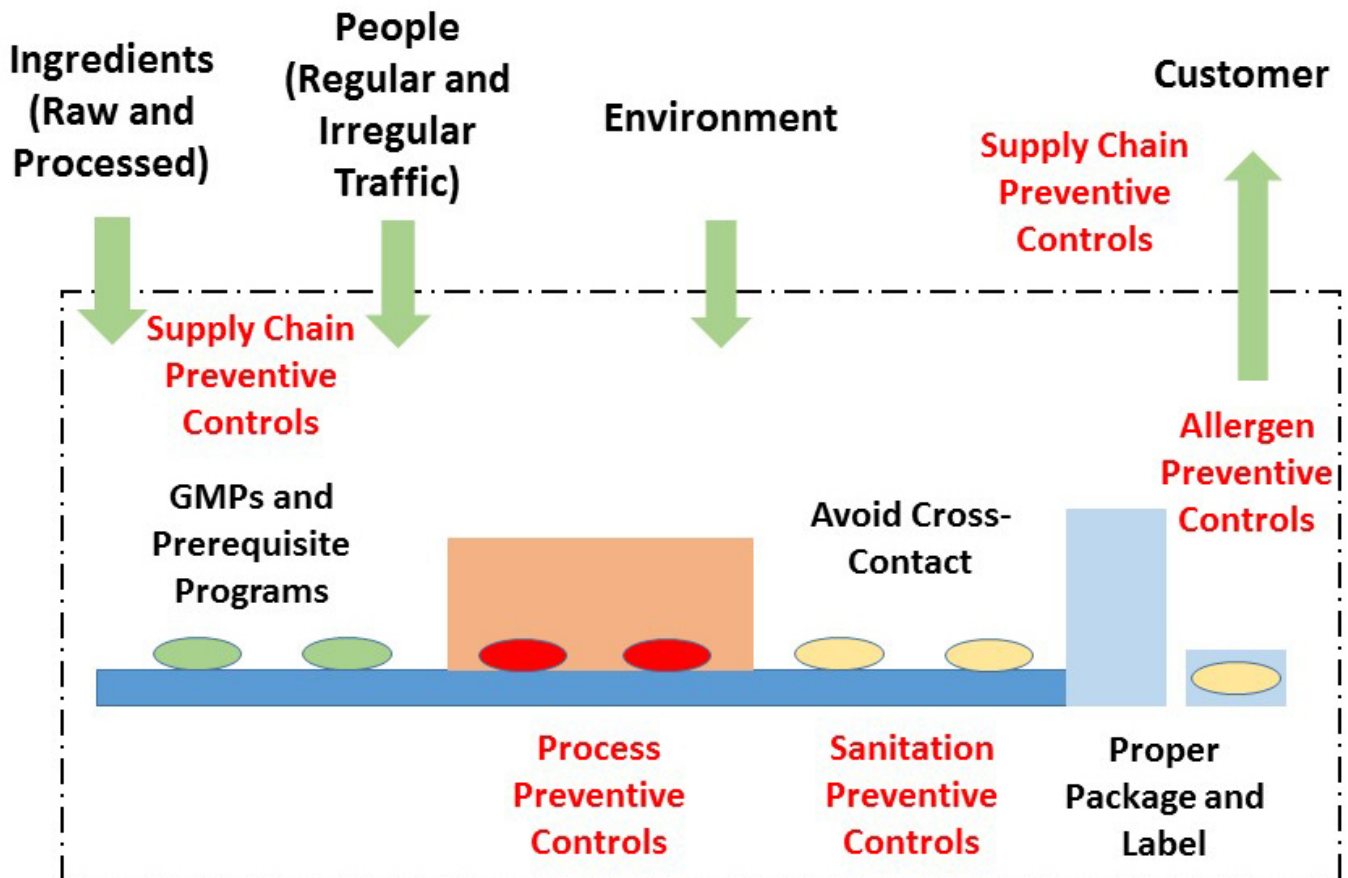 Ingredients
(Raw and
Processed)
People
(Regular and
Irregular
Traffic)
Environment
Customer
Supply Chain
Preventive
Controls
Supply Chain
Preventive
Controls
GMPs and
Prerequisite
Programs
Avoid Cross-
Contact
Allergen
Preventive
Controls
Process
Preventive
Controls
Sanitation
Preventive
Controls
Proper
Package and
Label